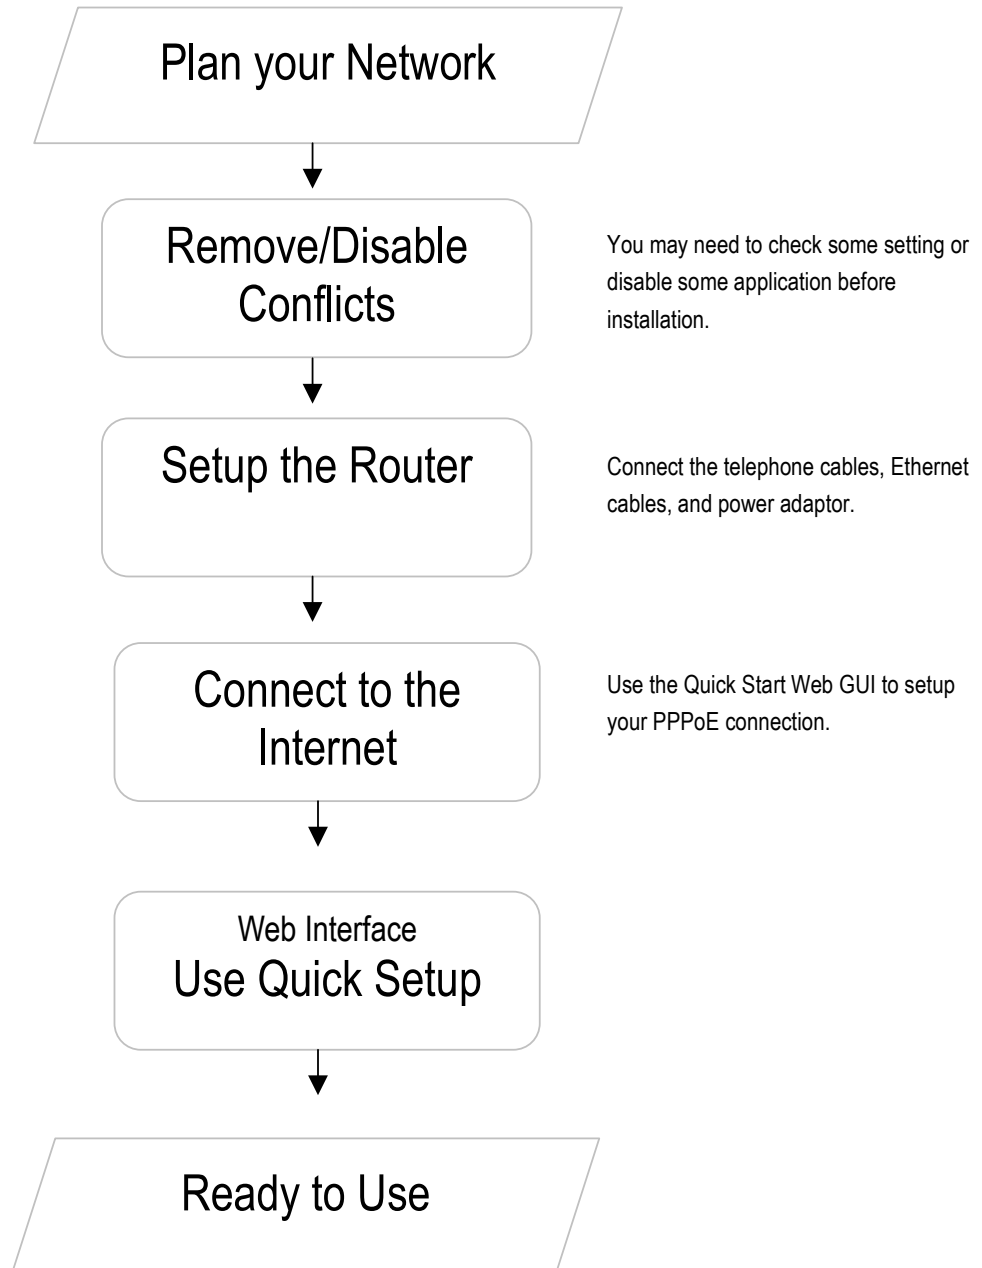 Plan your Network
Remove/Disable
Conflicts
You may need to check some setting or
disable some application before
installation.
Setup the Router
Connect the telephone cables, Ethernet
cables, and power adaptor.
Connect to the
Internet
Use the Quick Start Web GUI to setup
your PPPoE connection.
Web Interface
Use Quick Setup
Ready to Use